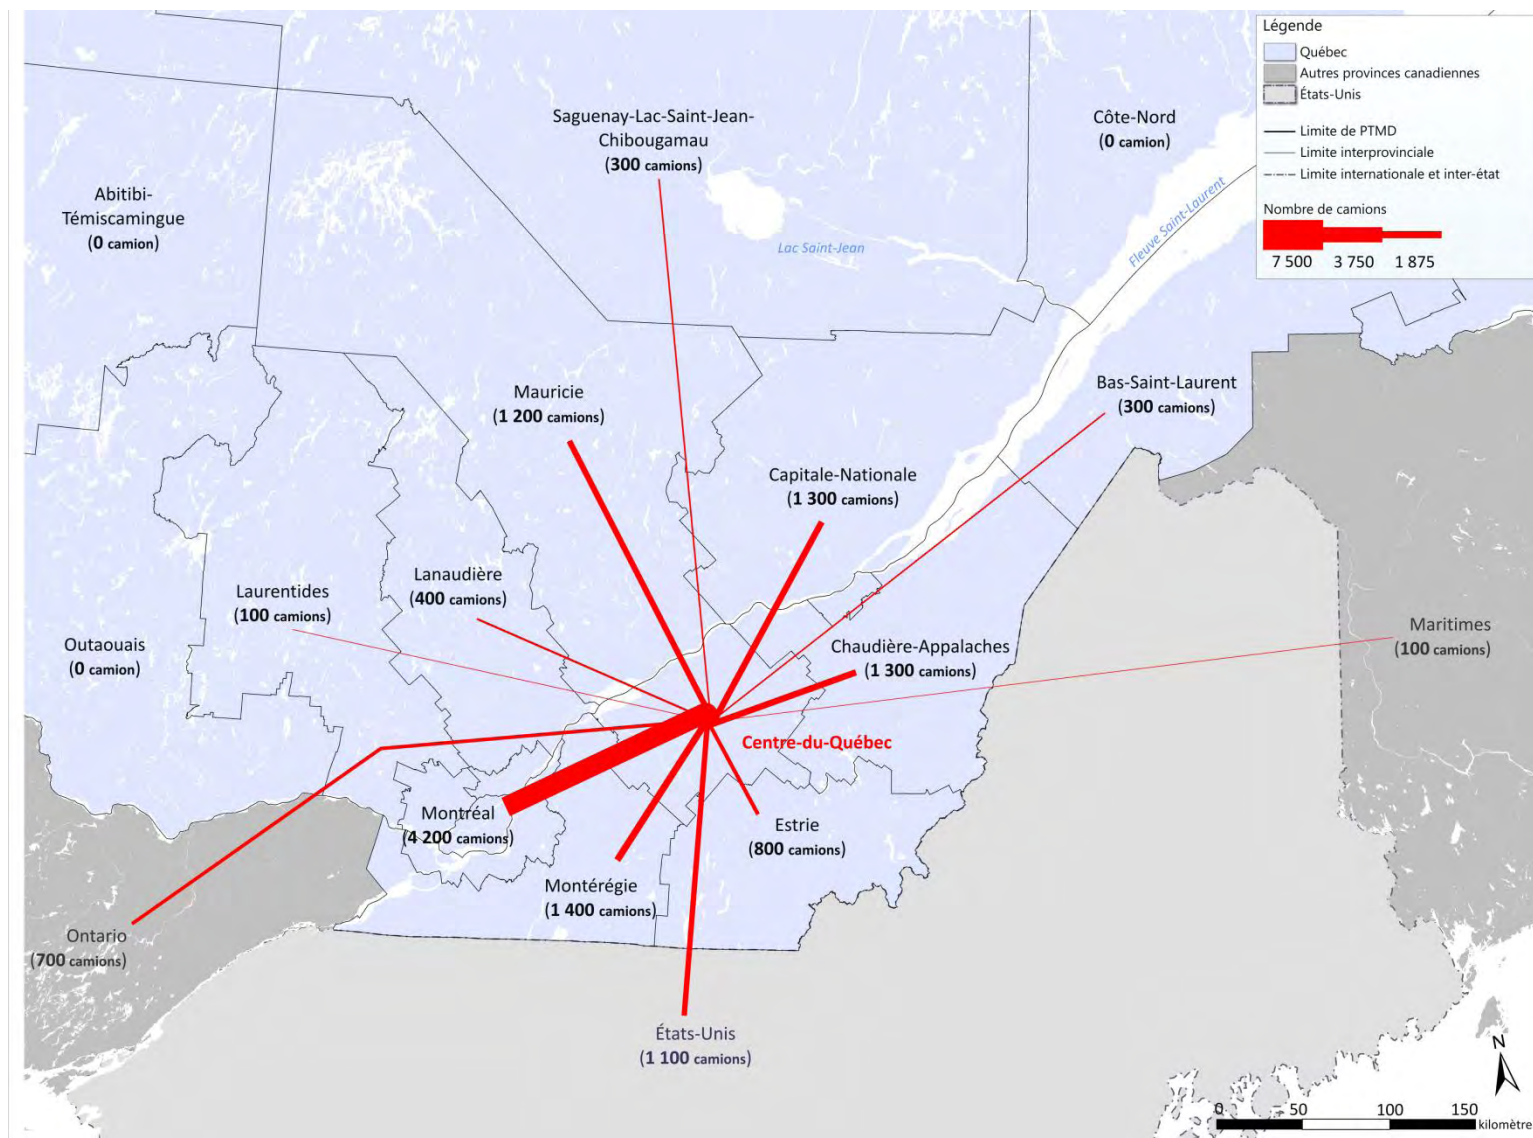 Légende
Québec
Autres provinces canadiennes
États-Unis
Limite de PTMD
Limite interprovinciale
Limite internationale et inter-état
Nombre de camions
7 500 3 750 1 875
Saguenay-Lac-Saint-Jean-
Chibougamau
(300 camions)
Côte-Nord
(0 camion)
Abitibi-
Témiscamingue
(0 camion)
Lac Saint-Jean
Fleuve Saint-Laurent
Mauricie
(1 200 camions)
Bas-Saint-Laurent
(300 camions)
Capitale-Nationale
(1 300 camions)
Lanaudière
(400 camions)
Laurentides
(100 camions)
Outaouais
(0 camion)
Chaudière-Appalaches
(1 300 camions)
Maritimes
(100 camions)
Centre-du-Québec
Montréal
(4 200 camions)
Estrie
(800 camions)
Montérégie
(1 400 camions)
Ontario
(700 camions)
États-Unis
(1 100 camions)
N
0 50 100 150
kilomètre